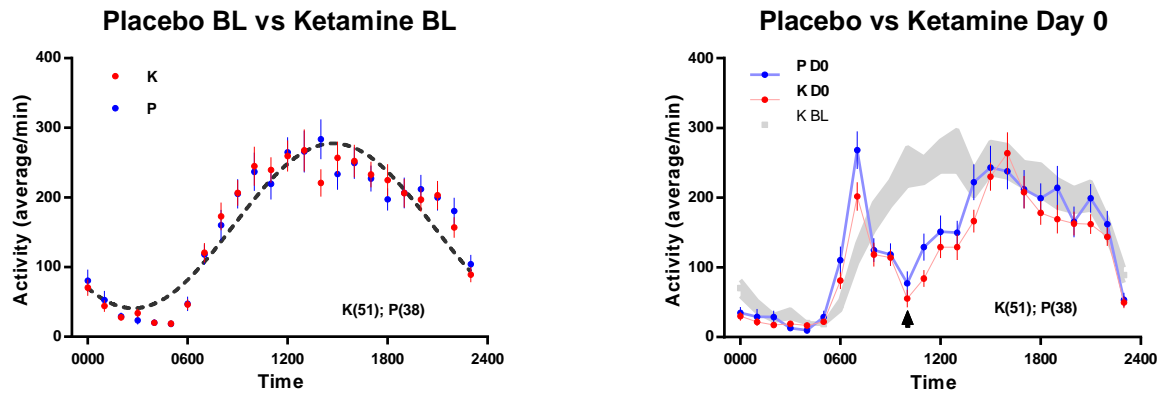 Placebo BL vs Ketamine BL
400
300
200
100
0
Activity (average/min)
K
P
K(51); P(38)
0000 0600 1200 1800 2400
Time
Placebo vs Ketamine Day 0
400
300
200
100
0
Activity (average/min)
P D0
K D0
K BL
K(51); P(38)
0000 0600 1200 1800 2400
Time